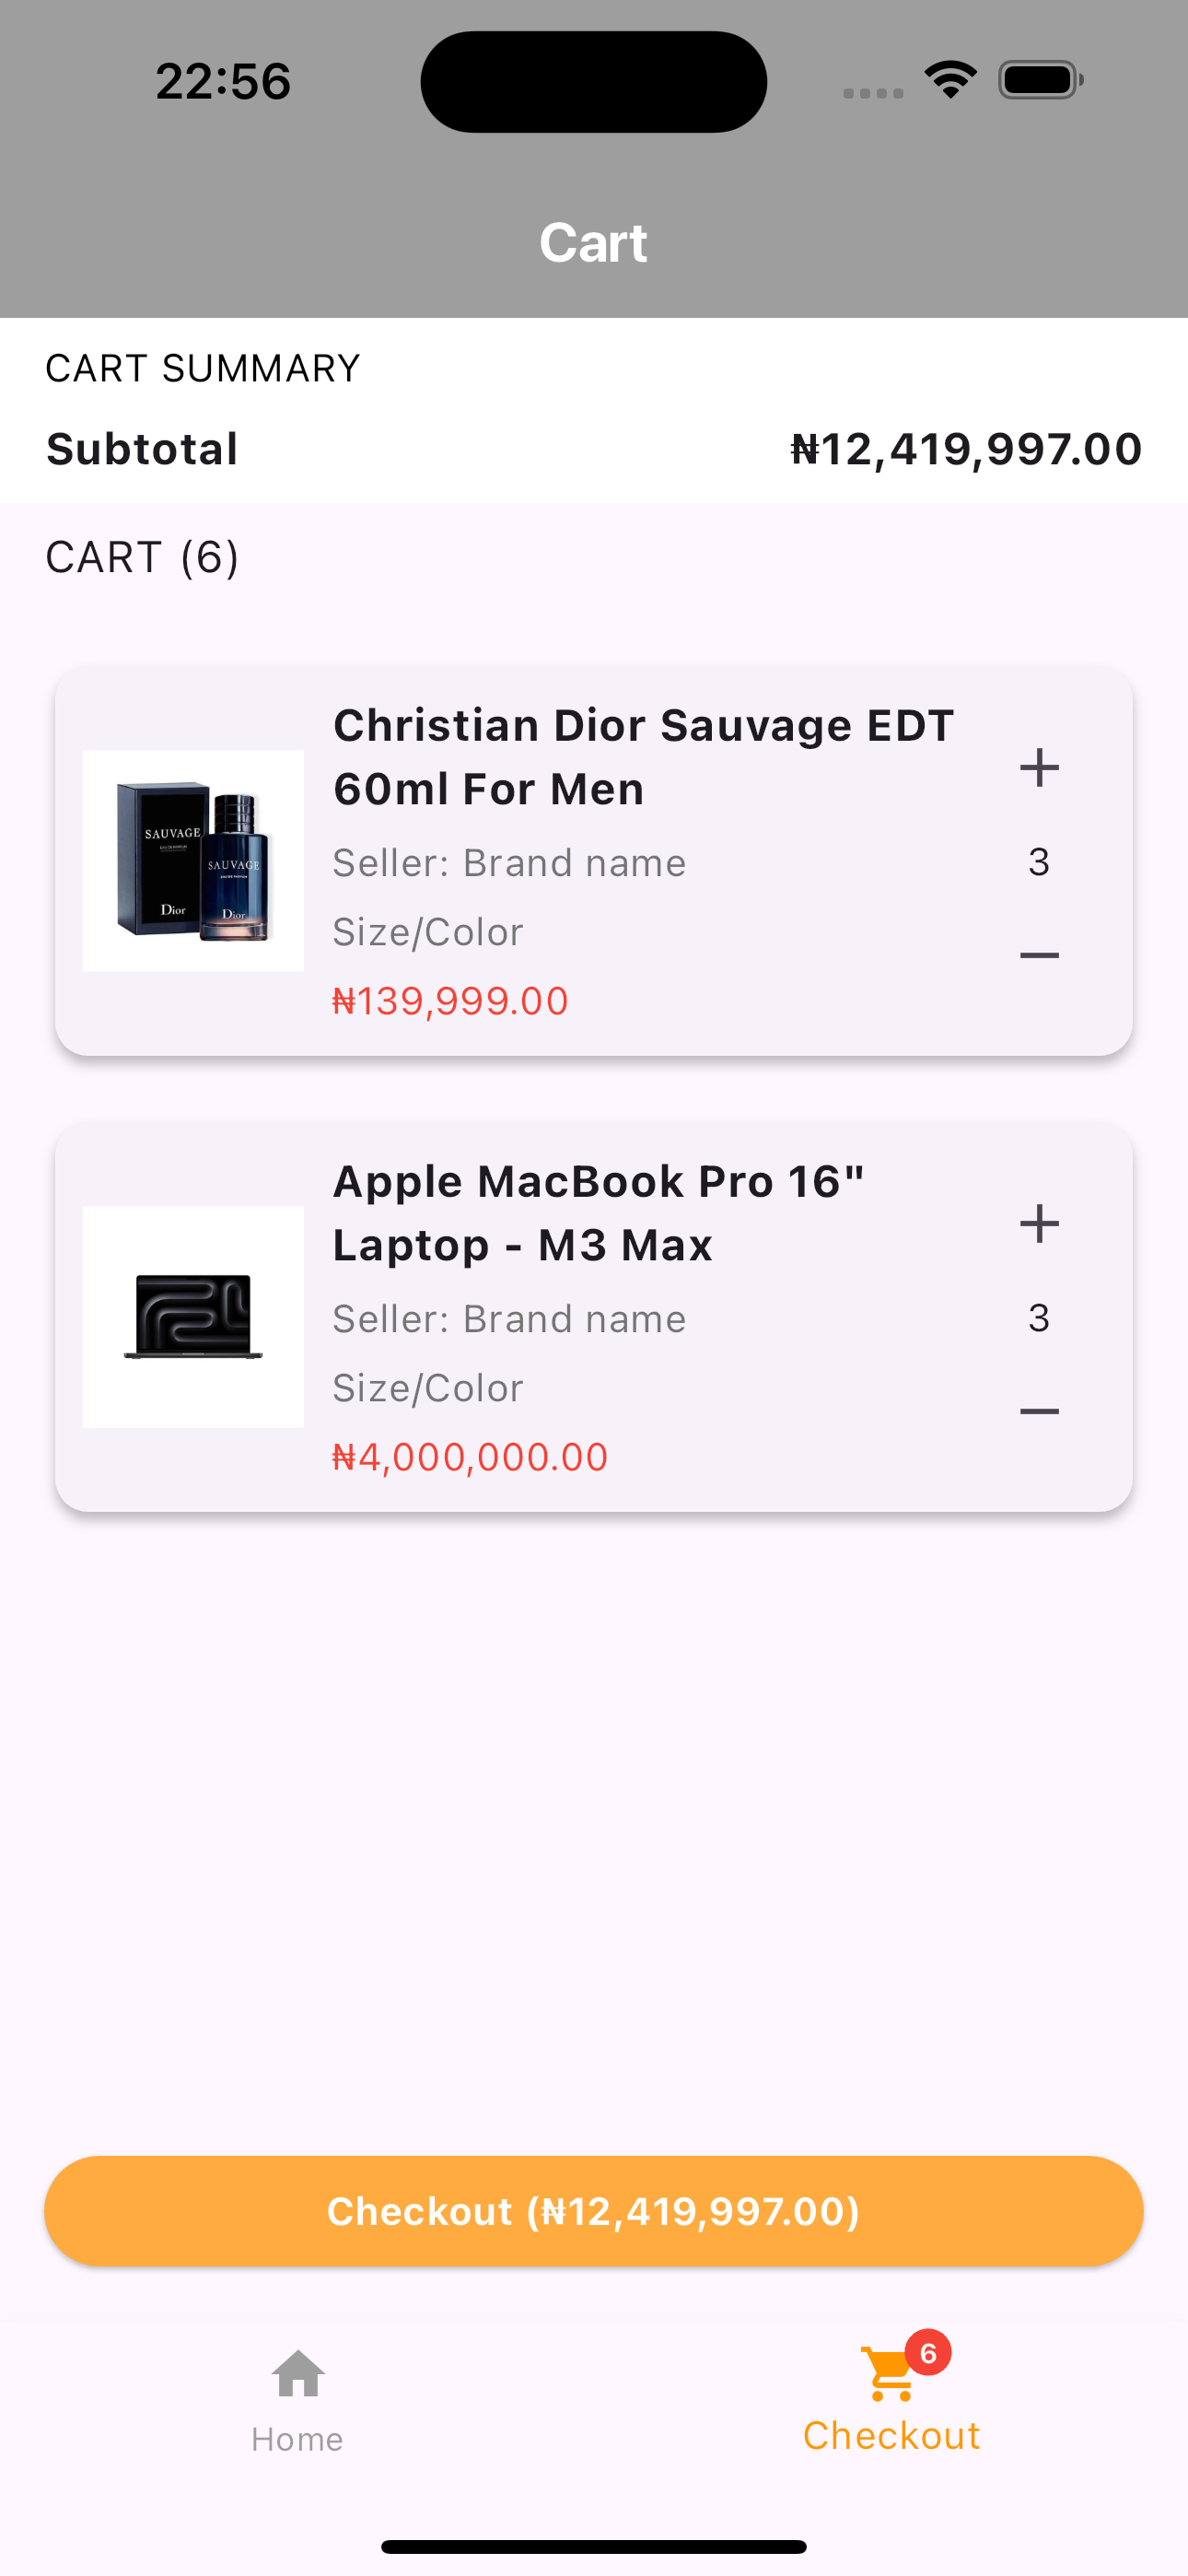 22:56
Cart
CART SUMMARY
Subtotal ₦12,419,997.00
CART (6)
Christian Dior Sauvage EDT
60ml For Men
Seller: Brand name
Size/Color
₦139,999.00
+
3
−
SAUVAGE
Dior
SAUVAGE
Dior
Apple MacBook Pro 16"
Laptop - M3 Max
Seller: Brand name
Size/Color
₦4,000,000.00
+
3
−
Checkout (₦12,419,997.00)
Home
6
Checkout